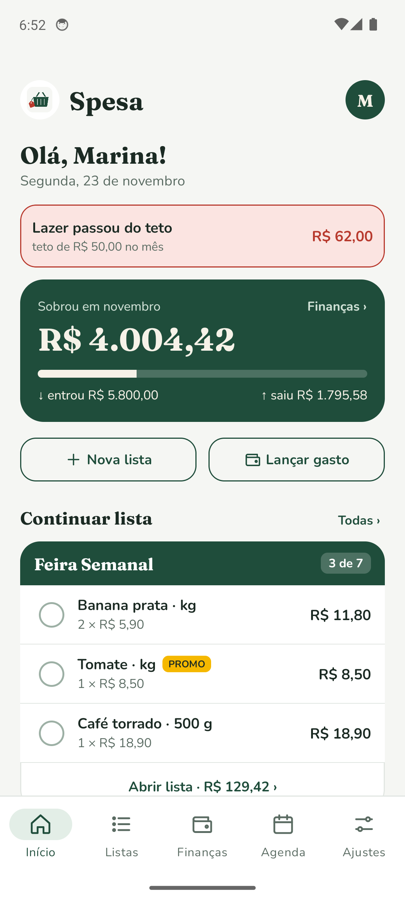 6:52
Spesa
M
Olá, Marina!
Segunda, 23 de novembro
Lazer passou do teto
teto de R$ 50,00 no mês
R$ 62,00
Sobrou em novembro
Finanças ›
R$ 4.004,42
↓ entrou R$ 5.800,00
↑ saiu R$ 1.795,58
+ Nova lista
Lançar gasto
Continuar lista
Todas ›
Feira Semanal
3 de 7
Banana prata · kg
2 × R$ 5,90
R$ 11,80
Tomate · kg PROMO
1 × R$ 8,50
R$ 8,50
Café torrado · 500 g
1 × R$ 18,90
R$ 18,90
Abrir lista · R$ 129,42 ›
Início
Listas
Finanças
Agenda
Ajustes